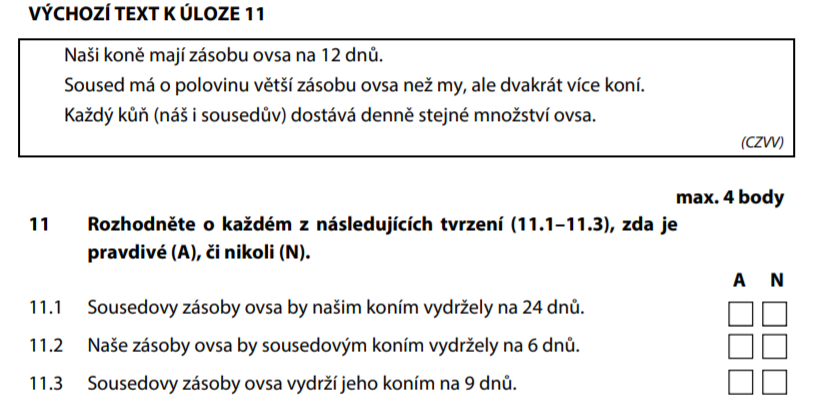 VÝCHOZÍ TEXT K ÚLOZE 11
Naši koně mají zásobu ovsa na 12 dnů.
Soused má o polovinu větší zásobu ovsa než my, ale dvakrát více koní.
Každý kůň (náš i sousedův) dostává denně stejné množství ovsa.
(CZVV)
max. 4 body
11 Rozhodněte o každém z následujících tvrzení (11.1–11.3), zda je
pravdivé (A), či nikoli (N).
A N
11.1 Sousedovy zásoby ovsa by našim koním vydržely na 24 dnů.
11.2 Naše zásoby ovsa by sousedovým koním vydržely na 6 dnů.
11.3 Sousedovy zásoby ovsa vydrží jeho koním na 9 dnů.